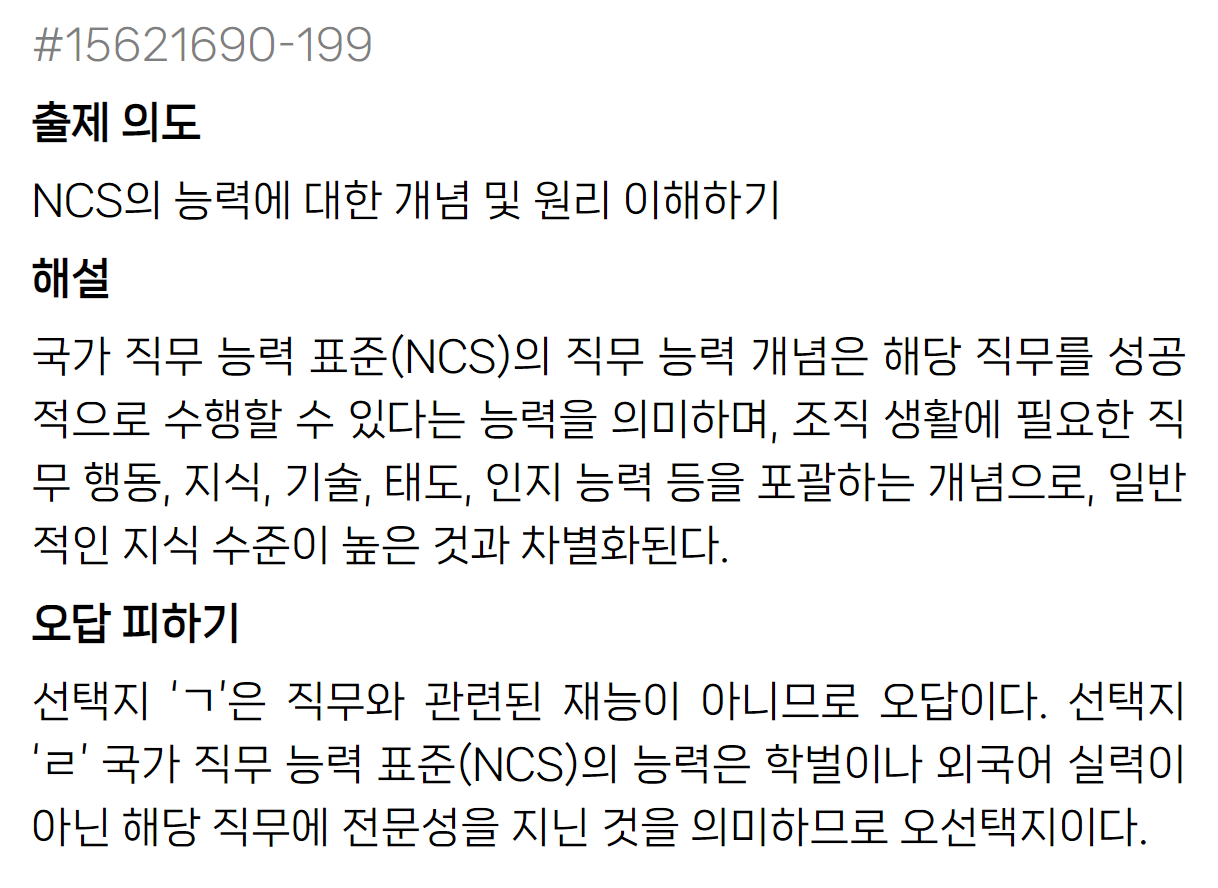 #15621690-199
출제 의도
NCS의 능력에 대한 개념 및 원리 이해하기
해설
국가 직무 능력 표준(NCS)의 직무 능력 개념은 해당 직무를 성공
적으로 수행할 수 있다는 능력을 의미하며, 조직 생활에 필요한 직
무 행동, 지식, 기술, 태도, 인지 능력 등을 포괄하는 개념으로, 일반
적인 지식 수준이 높은 것과 차별화된다.
오답 피하기
선택지 ‘ㄱ’은 직무와 관련된 재능이 아니므로 오답이다. 선택지
‘ㄹ’ 국가 직무 능력 표준(NCS)의 능력은 학벌이나 외국어 실력이
아닌 해당 직무에 전문성을 지닌 것을 의미하므로 오선택지이다.